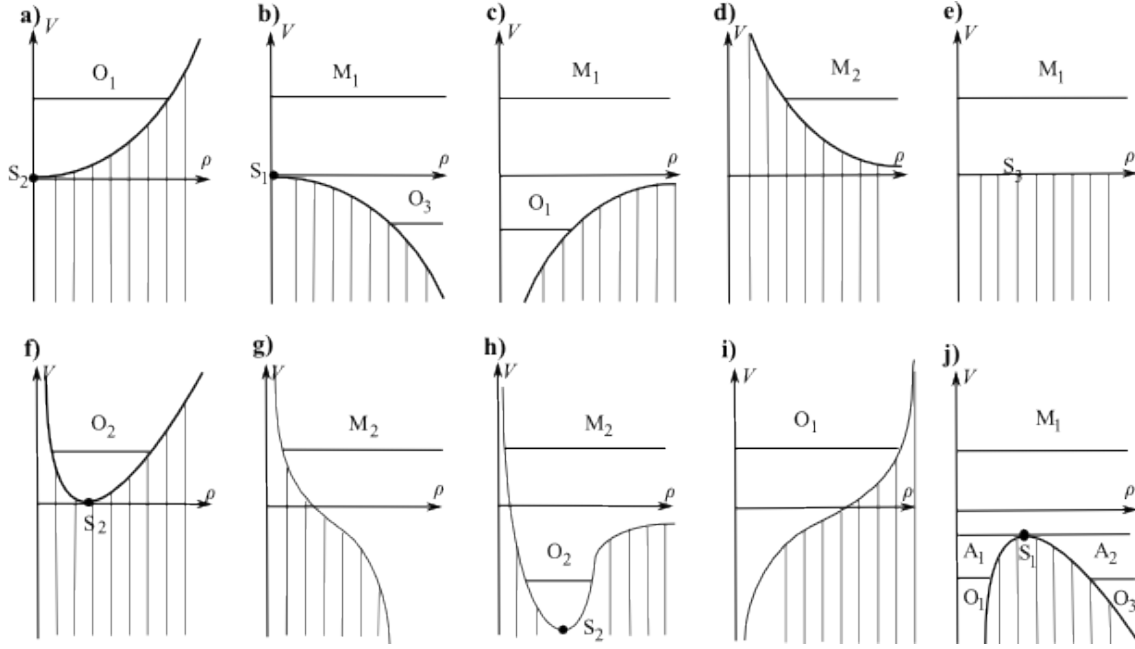 a) b) c) d) e)
V V V V V
O₁ M₁ M₁ M₂ M₁
S₂ ρ S₁ ρ ρ ρ S₃ ρ
O₃ O₁
f) g) h) i) j)
V V V V V
O₂ M₂ M₂ O₁ M₁
ρ ρ ρ ρ ρ
S₂ O₂ A₁ S₁ A₂
S₂ O₁ O₃